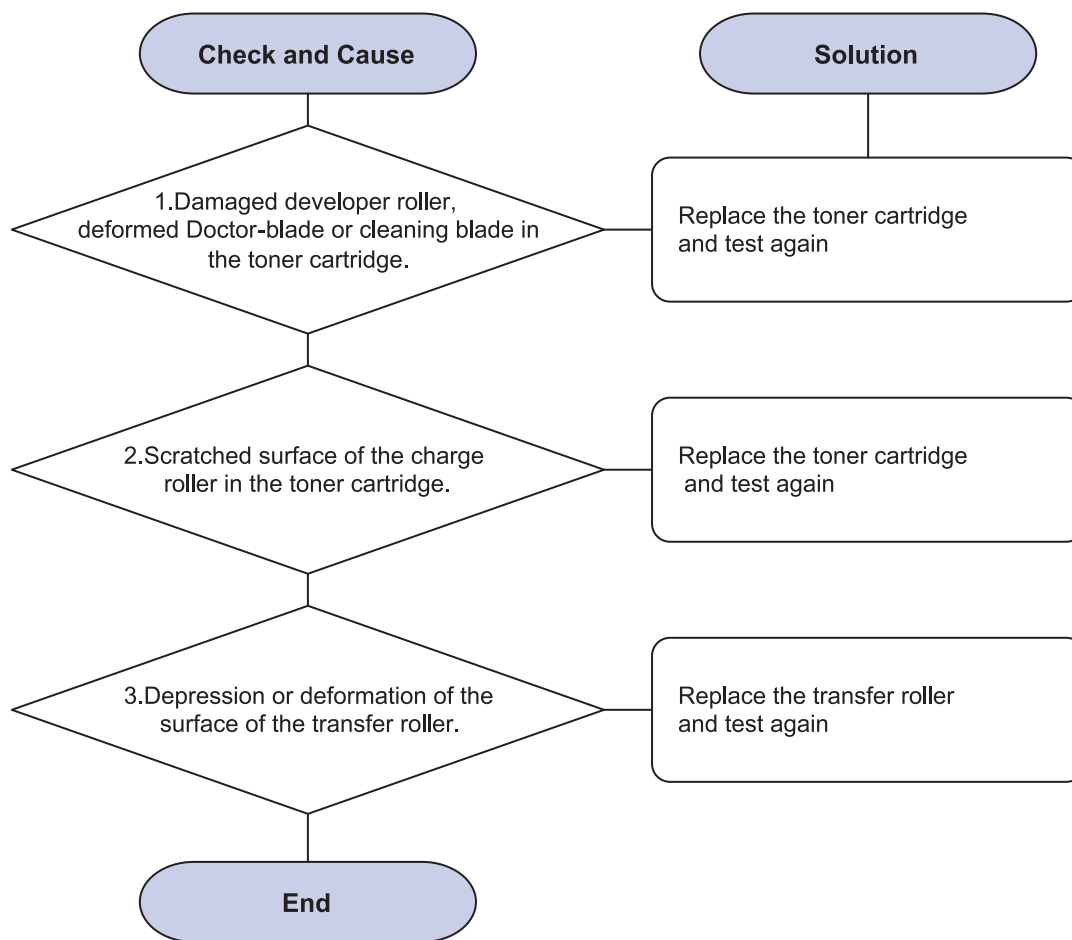 Check and Cause
Solution
1.Damaged developer roller,
deformed Doctor-blade or cleaning blade in
the toner cartridge.
Replace the toner cartridge
and test again
2.Scratched surface of the charge
roller in the toner cartridge.
Replace the toner cartridge
and test again
3.Depression or deformation of the
surface of the transfer roller.
Replace the transfer roller
and test again
End